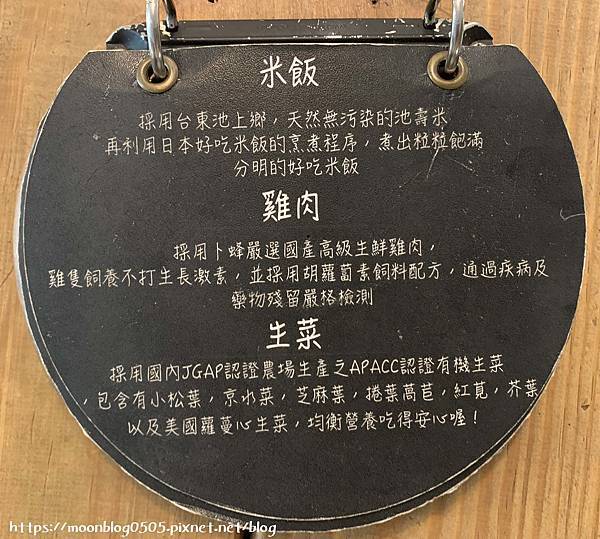 米飯
採用台東池上鄉，天然無污染的池壽米
再利用日本好吃米飯的烹煮程序，煮出粒粒飽滿
分明的好吃米飯
雞肉
採用卜蜂嚴選國產高級生鮮雞肉，
雞隻飼養不打生長激素，並採用胡蘿蔔素飼料配方，通過疾病及
藥物殘留嚴格檢測
生菜
採用國內JGAP認證農場生產之APACC認證有機生菜
，包含有小松葉，京水菜，芝麻葉，捲葉萵苣，紅莧，芥葉
以及美國蘿蔓心生菜，均衡營養吃得安心喔！
https://moonblog0505.pixnet.net/blog